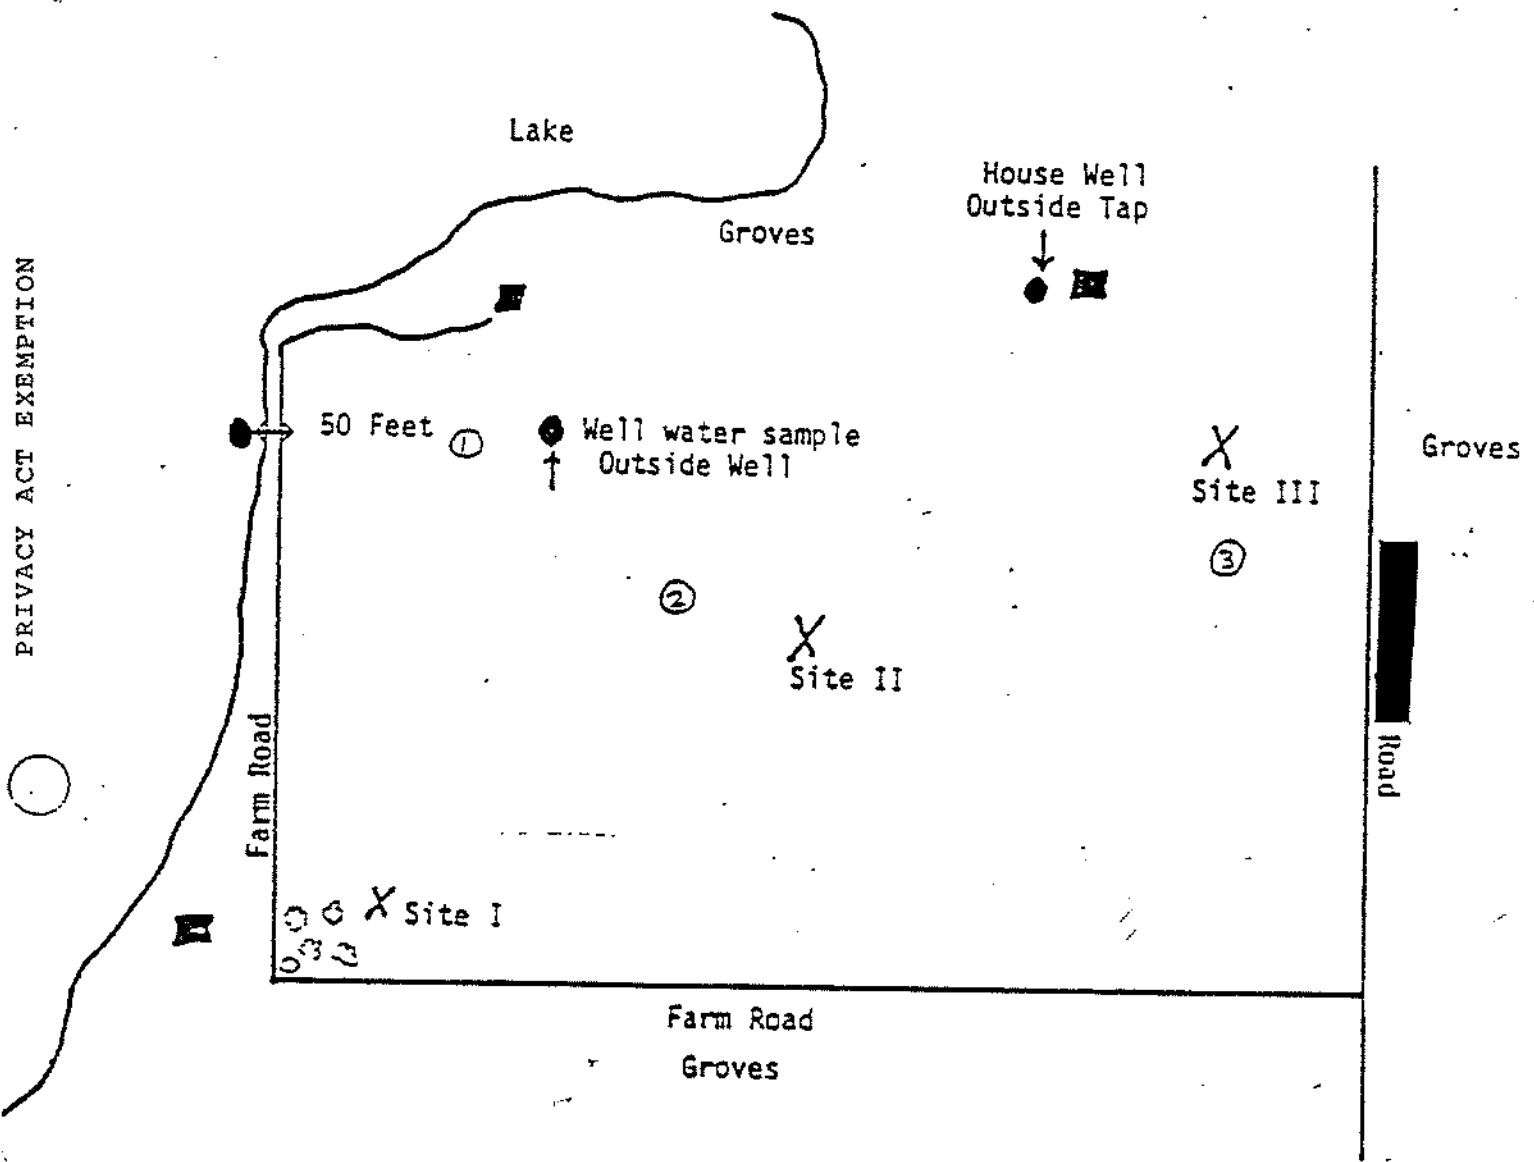 Lake
House Well
Outside Tap
Groves
PRIVACY ACT EXEMPTION
50 Feet
1
Well water sample
Outside Well
X
Site III
Groves
3
2
X
Site II
Farm Road
Road
X Site I
Farm Road
Groves